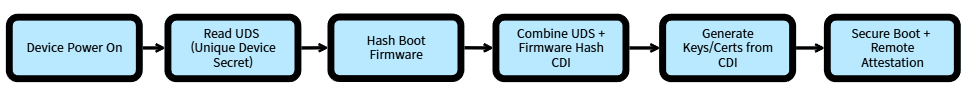 Device Power On
Read UDS
(Unique Device
Secret)
Hash Boot
Firmware
Combine UDS +
Firmware Hash
CDI
Generate
Keys/Certs from
CDI
Secure Boot +
Remote
Attestation